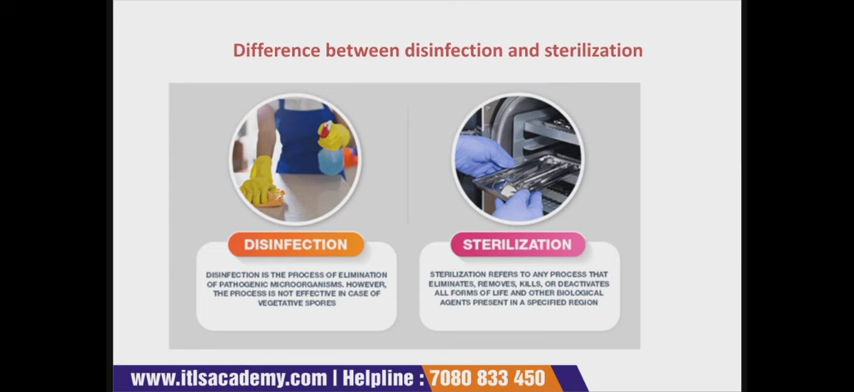 Difference between disinfection and sterilization
DISINFECTION
DISINFECTION IS THE PROCESS OF ELIMINATION
OF PATHOGENIC MICROORGANISMS. HOWEVER,
THE PROCESS IS NOT EFFECTIVE IN CASE OF
VEGETATIVE SPORES
STERILIZATION
STERILIZATION REFERS TO ANY PROCESS THAT
ELIMINATES, REMOVES, KILLS, OR DEACTIVATES
ALL FORMS OF LIFE AND OTHER BIOLOGICAL
AGENTS PRESENT IN A SPECIFIED REGION
www.itlsacademy.com | Helpline : 7080 833 450